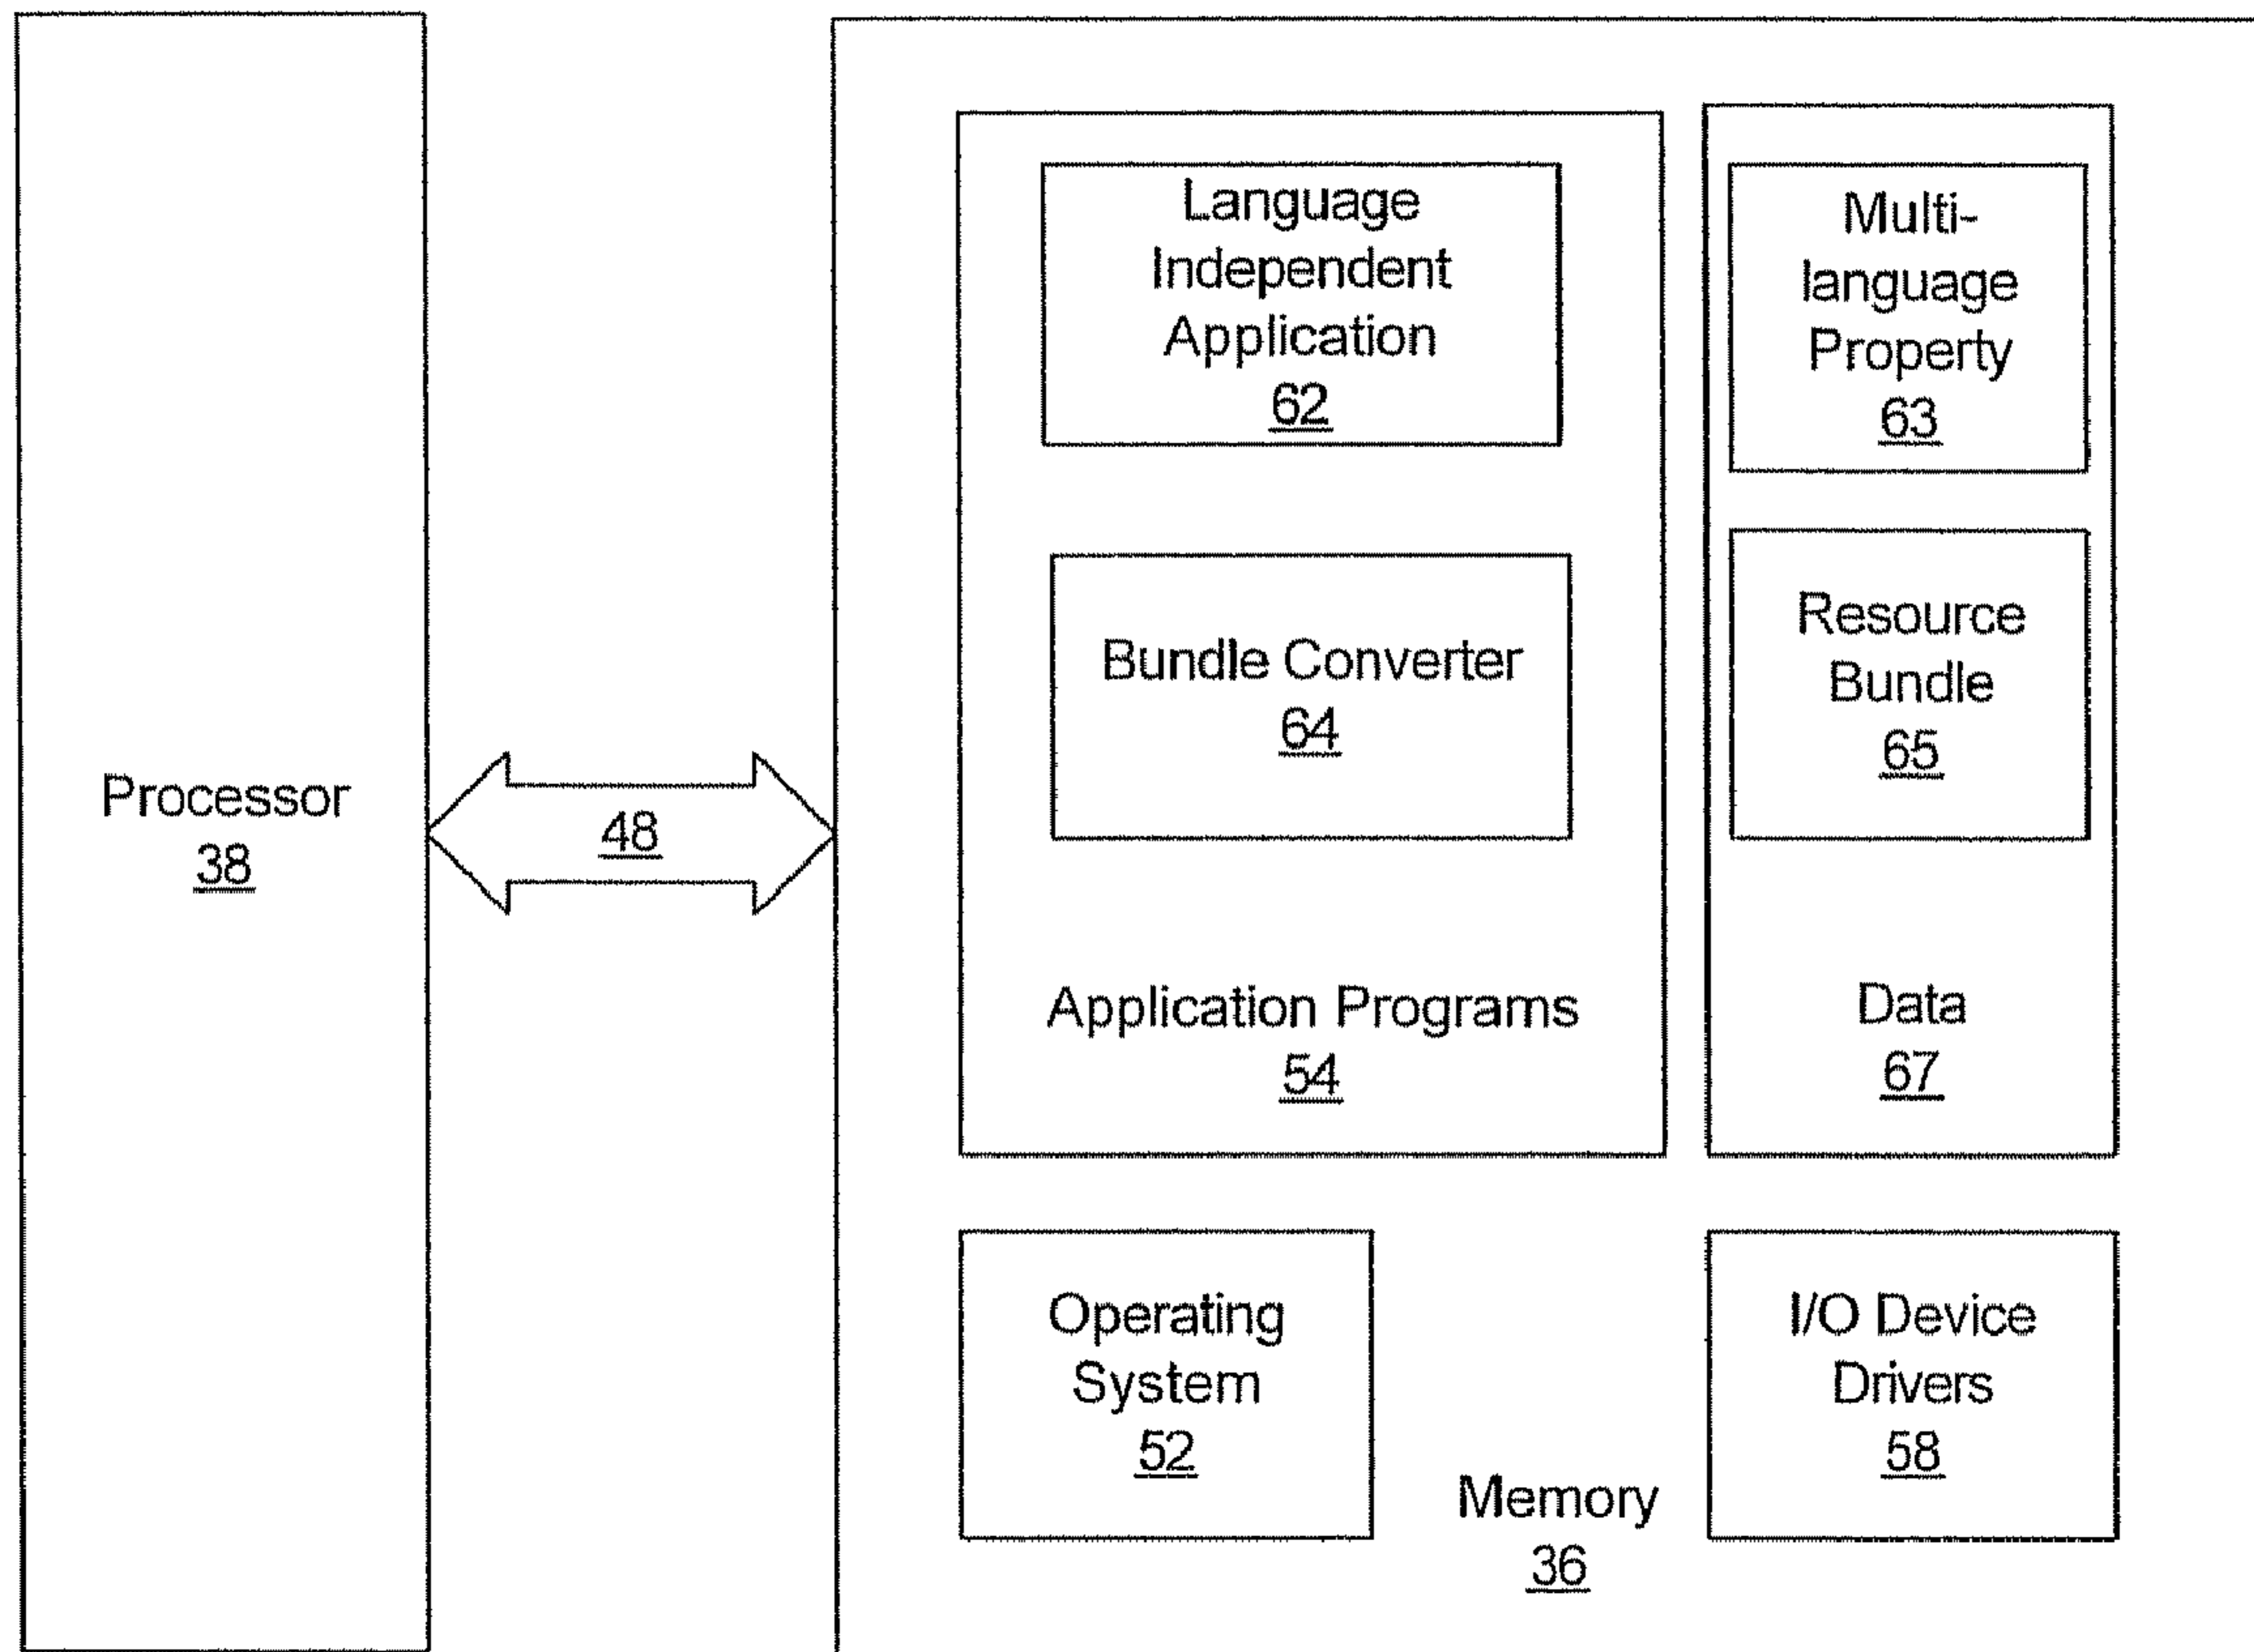 Processor
38
48
Language
Independent
Application
62
Bundle Converter
64
Application Programs
54
Multi-
language
Property
63
Resource
Bundle
65
Data
67
Operating
System
52
Memory
36
I/O Device
Drivers
58